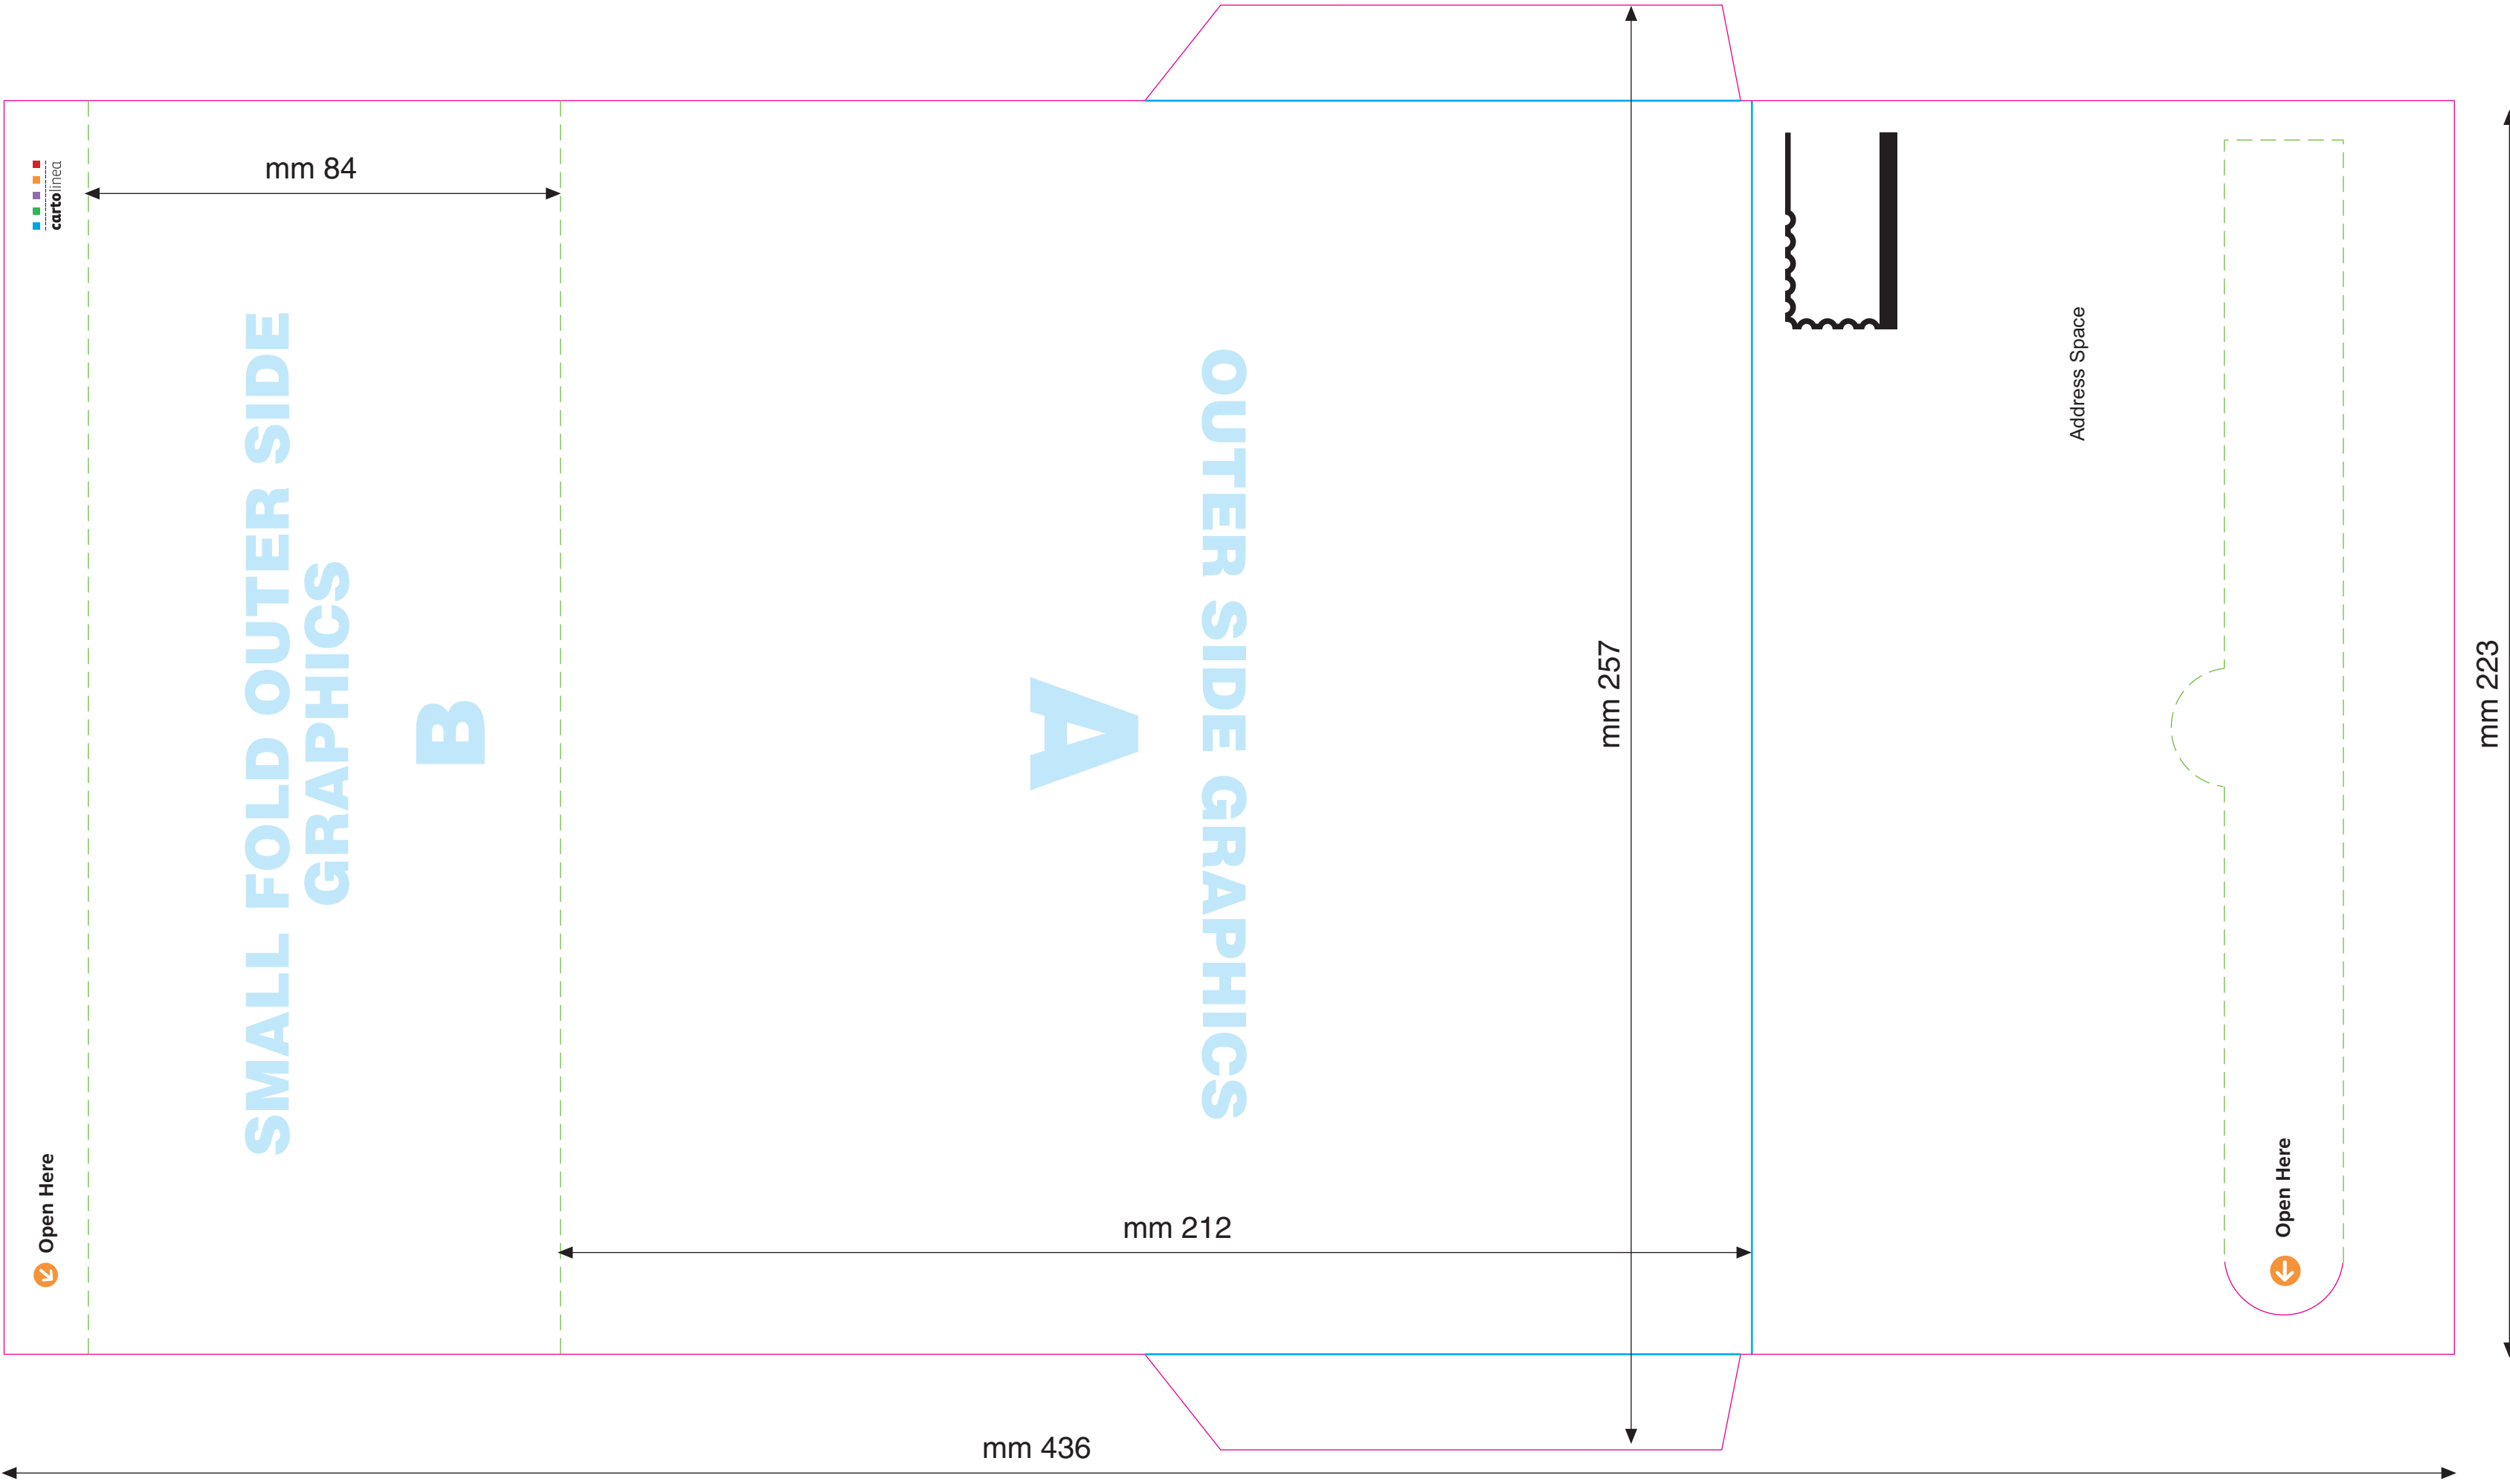 mm 84
cartolinea
Open Here
SMALL FOLD OUTER SIDE
GRAPHICS
B
A
OUTER SIDE GRAPHICS
mm 212
mm 257
Address Space
Open Here
mm 223
mm 436